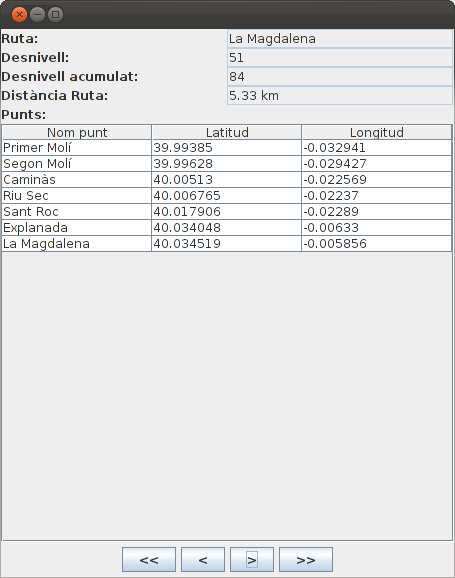 Ruta: La Magdalena
Desnivell: 51
Desnivell acumulat: 84
Distància Ruta: 5.33 km
Punts:
Nom punt Latitud Longitud
Primer Molí 39.99385 -0.032941
Segon Molí 39.99628 -0.029427
Caminàs 40.00513 -0.022569
Riu Sec 40.006765 -0.02237
Sant Roc 40.017906 -0.02289
Explanada 40.034048 -0.00633
La Magdalena 40.034519 -0.005856
<< < > >>